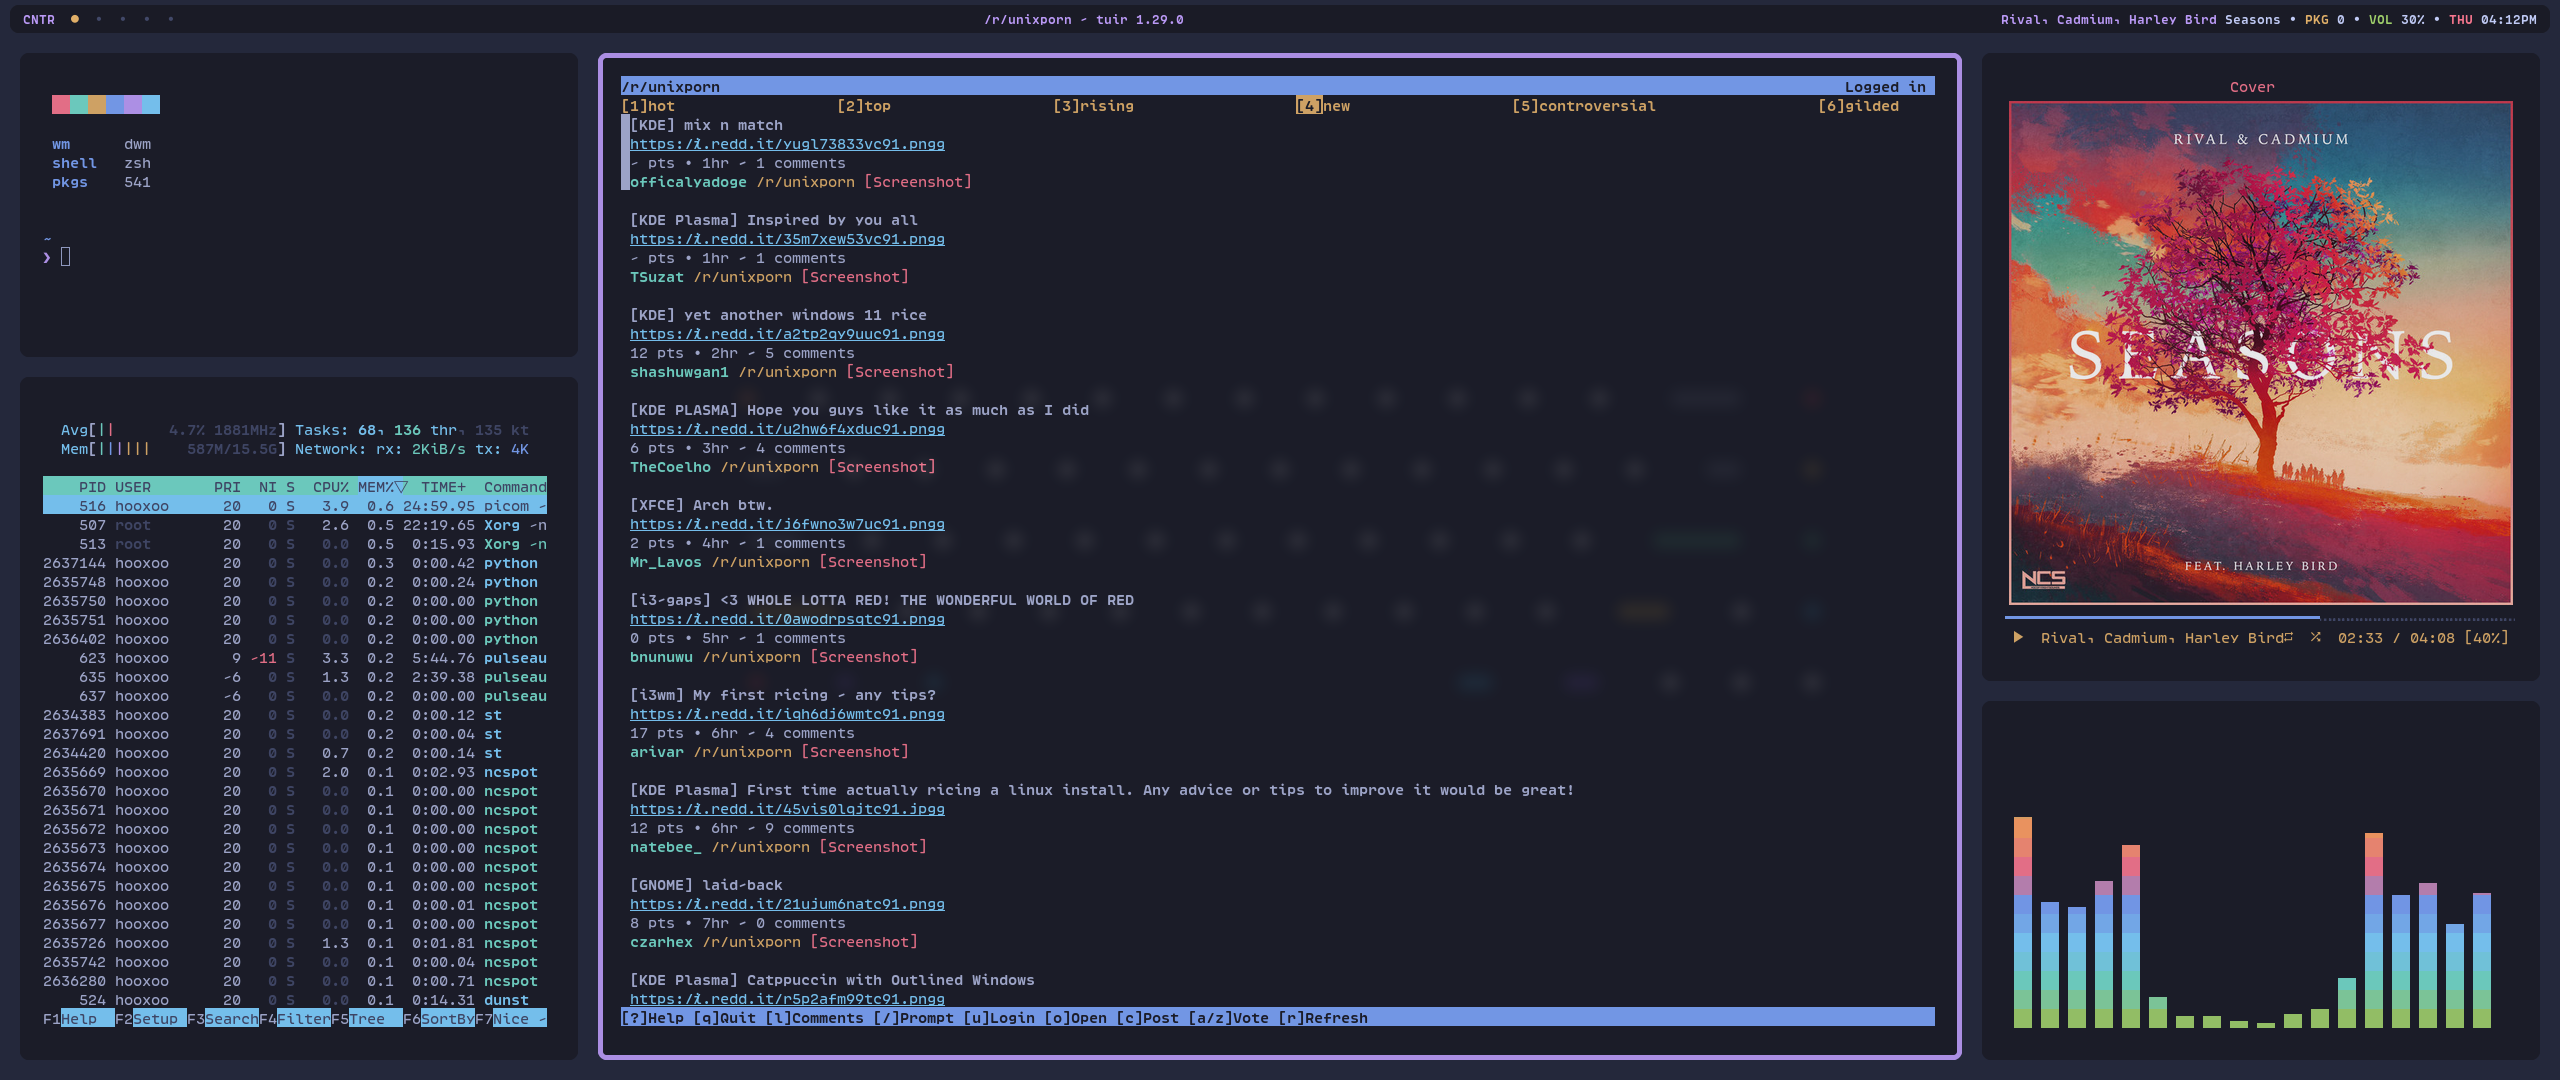 CNTR
/r/unixporn - tuir 1.29.0
Rival, Cadmium, Harley Bird Seasons • PKG 0 • VOL 30% • THU 04:12PM
wm dwm
shell zsh
pkgs 541
~
❯
Avg[|| 4.7% 1881MHz] Tasks: 68, 136 thr, 135 kt
Mem[|||||| 587M/15.5G] Network: rx: 2KiB/s tx: 4K
PID USER PRI NI S CPU% MEM%▽ TIME+ Command
516 hooxoo 20 0 S 3.9 0.6 24:59.95 picom -
507 root 20 0 S 2.6 0.5 22:19.65 Xorg -n
513 root 20 0 S 0.0 0.5 0:15.93 Xorg -n
2637144 hooxoo 20 0 S 0.0 0.3 0:00.42 python
2635748 hooxoo 20 0 S 0.0 0.2 0:00.24 python
2635750 hooxoo 20 0 S 0.0 0.2 0:00.00 python
2635751 hooxoo 20 0 S 0.0 0.2 0:00.00 python
2636402 hooxoo 20 0 S 0.0 0.2 0:00.00 python
623 hooxoo 9 -11 S 3.3 0.2 5:44.76 pulseau
635 hooxoo -6 0 S 1.3 0.2 2:39.38 pulseau
637 hooxoo -6 0 S 0.0 0.2 0:00.00 pulseau
2634383 hooxoo 20 0 S 0.0 0.2 0:00.12 st
2637691 hooxoo 20 0 S 0.0 0.2 0:00.04 st
2634420 hooxoo 20 0 S 0.7 0.2 0:00.14 st
2635669 hooxoo 20 0 S 2.0 0.1 0:02.93 ncspot
2635670 hooxoo 20 0 S 0.0 0.1 0:00.00 ncspot
2635671 hooxoo 20 0 S 0.0 0.1 0:00.00 ncspot
2635672 hooxoo 20 0 S 0.0 0.1 0:00.00 ncspot
2635673 hooxoo 20 0 S 0.0 0.1 0:00.00 ncspot
2635674 hooxoo 20 0 S 0.0 0.1 0:00.00 ncspot
2635675 hooxoo 20 0 S 0.0 0.1 0:00.00 ncspot
2635676 hooxoo 20 0 S 0.0 0.1 0:00.01 ncspot
2635677 hooxoo 20 0 S 0.0 0.1 0:00.00 ncspot
2635726 hooxoo 20 0 S 1.3 0.1 0:01.81 ncspot
2635742 hooxoo 20 0 S 0.0 0.1 0:00.04 ncspot
2636280 hooxoo 20 0 S 0.0 0.1 0:00.71 ncspot
524 hooxoo 20 0 S 0.0 0.1 0:14.31 dunst
F1Help F2Setup F3SearchF4FilterF5Tree F6SortByF7Nice -
/r/unixporn Logged in
[1]hot [2]top [3]rising [4]new [5]controversial [6]gilded
[KDE] mix n match
https://i.redd.it/yugl73833vc91.pngg
- pts • 1hr - 1 comments
officalyadoge /r/unixporn [Screenshot]
[KDE Plasma] Inspired by you all
https://i.redd.it/35m7xew53vc91.pngg
- pts • 1hr - 1 comments
TSuzat /r/unixporn [Screenshot]
[KDE] yet another windows 11 rice
https://i.redd.it/a2tp2qy9uuc91.pngg
12 pts • 2hr - 5 comments
shashuwgan1 /r/unixporn [Screenshot]
[KDE PLASMA] Hope you guys like it as much as I did
https://i.redd.it/u2hw6f4xduc91.pngg
6 pts • 3hr - 4 comments
TheCoelho /r/unixporn [Screenshot]
[XFCE] Arch btw.
https://i.redd.it/j6fwno3w7uc91.pngg
2 pts • 4hr - 1 comments
Mr_Lavos /r/unixporn [Screenshot]
[i3-gaps] <3 WHOLE LOTTA RED! THE WONDERFUL WORLD OF RED
https://i.redd.it/0awodrpsqtc91.pngg
0 pts • 5hr - 1 comments
bnunuwu /r/unixporn [Screenshot]
[i3wm] My first ricing - any tips?
https://i.redd.it/iqh6dj6wmtc91.pngg
17 pts • 6hr - 4 comments
arivar /r/unixporn [Screenshot]
[KDE Plasma] First time actually ricing a linux install. Any advice or tips to improve it would be great!
https://i.redd.it/45vis0lqjtc91.jpgg
12 pts • 6hr - 9 comments
natebee_ /r/unixporn [Screenshot]
[GNOME] laid-back
https://i.redd.it/21ujum6natc91.pngg
8 pts • 7hr - 0 comments
czarhex /r/unixporn [Screenshot]
[KDE Plasma] Catppuccin with Outlined Windows
https://i.redd.it/r5p2afm99tc91.pngg
[?]Help [q]Quit [l]Comments [/]Prompt [u]Login [o]Open [c]Post [a/z]Vote [r]Refresh
Cover
RIVAL & CADMIUM
SEASONS
FEAT. HARLEY BIRD
NCS
Rival, Cadmium, Harley Bird 02:33 / 04:08 [40%]